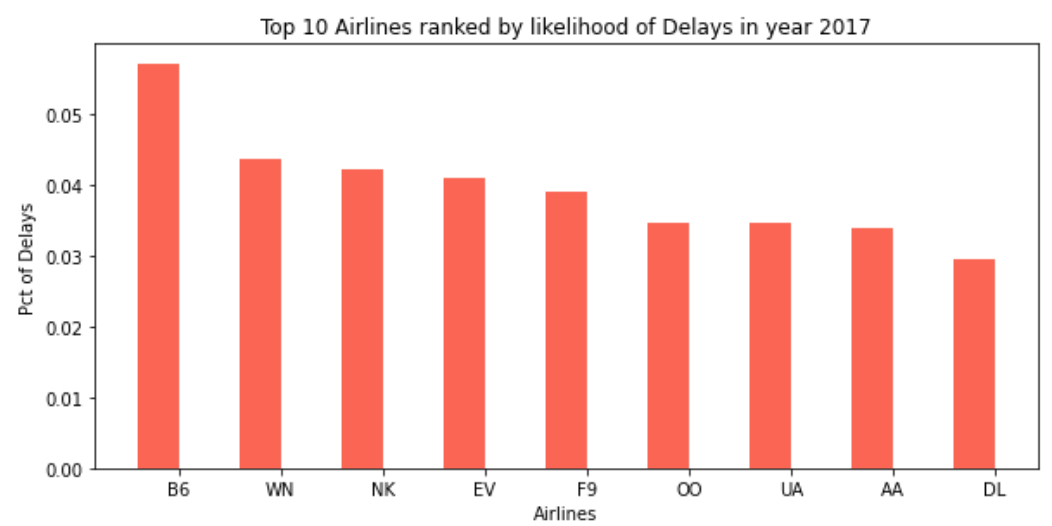 Top 10 Airlines ranked by likelihood of Delays in year 2017
0.05
0.04
0.03
0.02
0.01
0.00
Pct of Delays
B6 WN NK EV F9 OO UA AA DL
Airlines